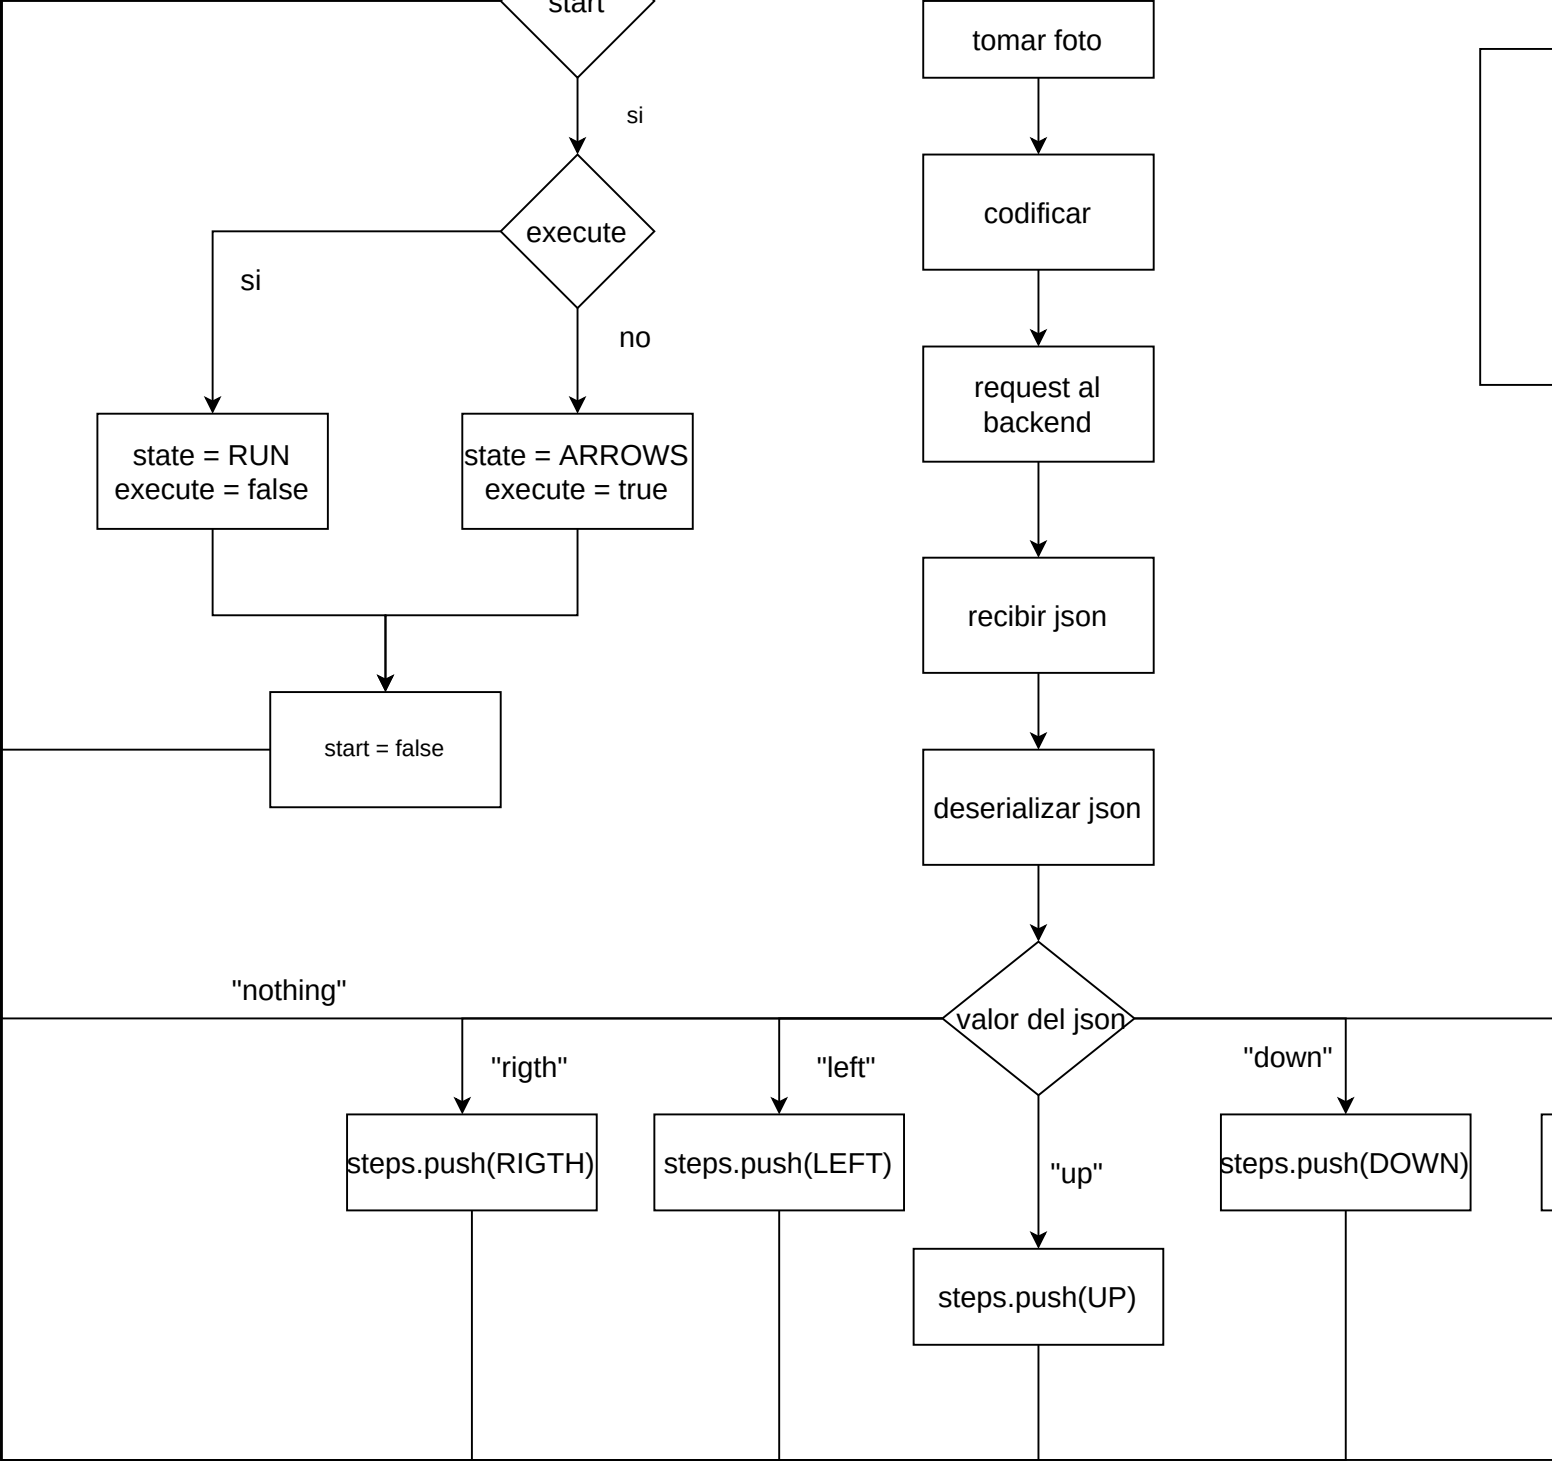 start
si
execute
si
no
state = RUN
execute = false
state = ARROWS
execute = true
start = false
tomar foto
codificar
request al
backend
recibir json
deserializar json
valor del json
"nothing"
"rigth"
"left"
"up"
"down"
steps.push(RIGTH)
steps.push(LEFT)
steps.push(UP)
steps.push(DOWN)